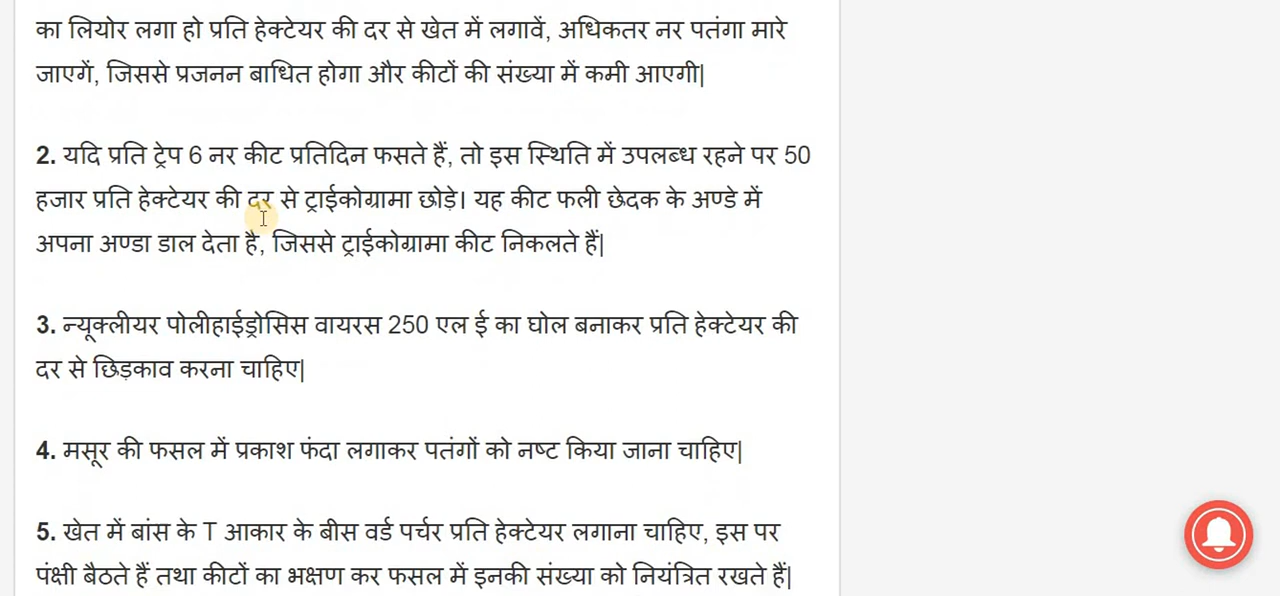 का लियोर लगा हो प्रति हेक्टेयर की दर से खेत में लगावें, अधिकतर नर पतंगा मारे
जाएगें, जिससे प्रजनन बाधित होगा और कीटों की संख्या में कमी आएगी|
2. यदि प्रति ट्रेप 6 नर कीट प्रतिदिन फसते हैं, तो इस स्थिति में उपलब्ध रहने पर 50
हजार प्रति हेक्टेयर की दर से ट्राईकोग्रामा छोड़े। यह कीट फली छेदक के अण्डे में
अपना अण्डा डाल देता है, जिससे ट्राईकोग्रामा कीट निकलते हैं|
3. न्यूक्लीयर पोलीहाईड्रोसिस वायरस 250 एल ई का घोल बनाकर प्रति हेक्टेयर की
दर से छिड़काव करना चाहिए|
4. मसूर की फसल में प्रकाश फंदा लगाकर पतंगों को नष्ट किया जाना चाहिए|
5. खेत में बांस के T आकार के बीस वर्ड पर्चर प्रति हेक्टेयर लगाना चाहिए, इस पर
पंक्षी बैठते हैं तथा कीटों का भक्षण कर फसल में इनकी संख्या को नियंत्रित रखते हैं|